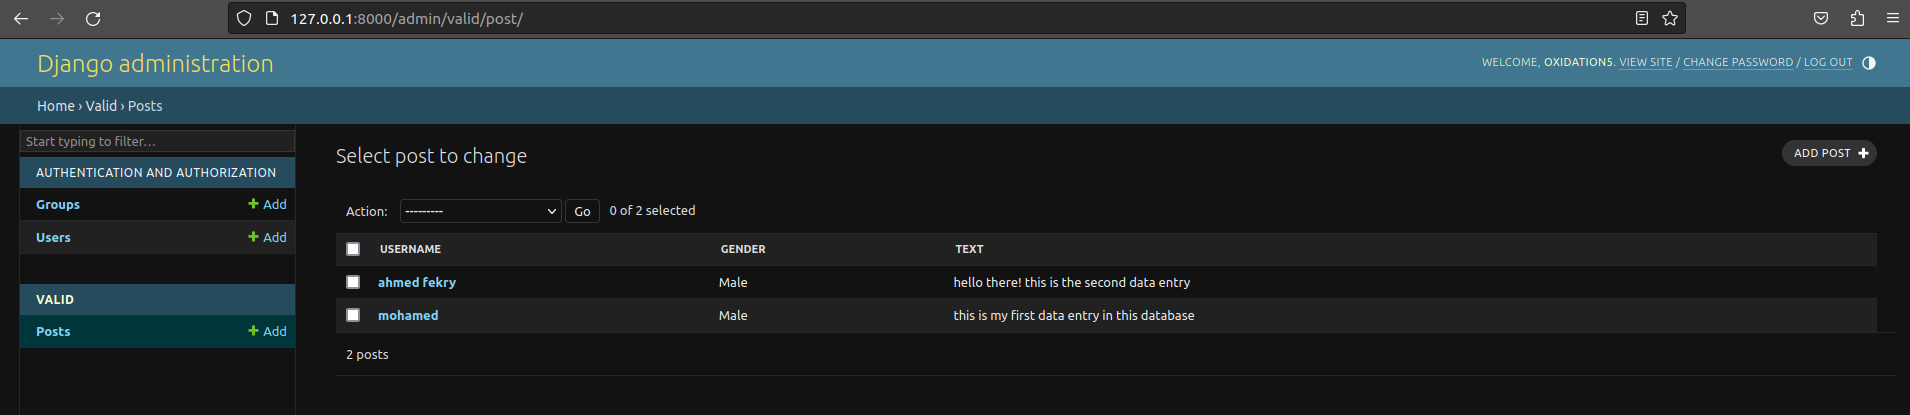 127.0.0.1:8000/admin/valid/post/
Django administration
WELCOME, OXIDATION5. VIEW SITE / CHANGE PASSWORD / LOG OUT
Home › Valid › Posts
Start typing to filter...
AUTHENTICATION AND AUTHORIZATION
Groups + Add
Users + Add
VALID
Posts + Add
Select post to change
ADD POST +
Action: --------- Go 0 of 2 selected
USERNAME GENDER TEXT
ahmed fekry Male hello there! this is the second data entry
mohamed Male this is my first data entry in this database
2 posts